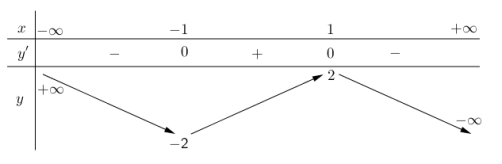 x −∞ −1 1 +∞
y′ − 0 + 0 −
2
+∞
y
−∞
−2